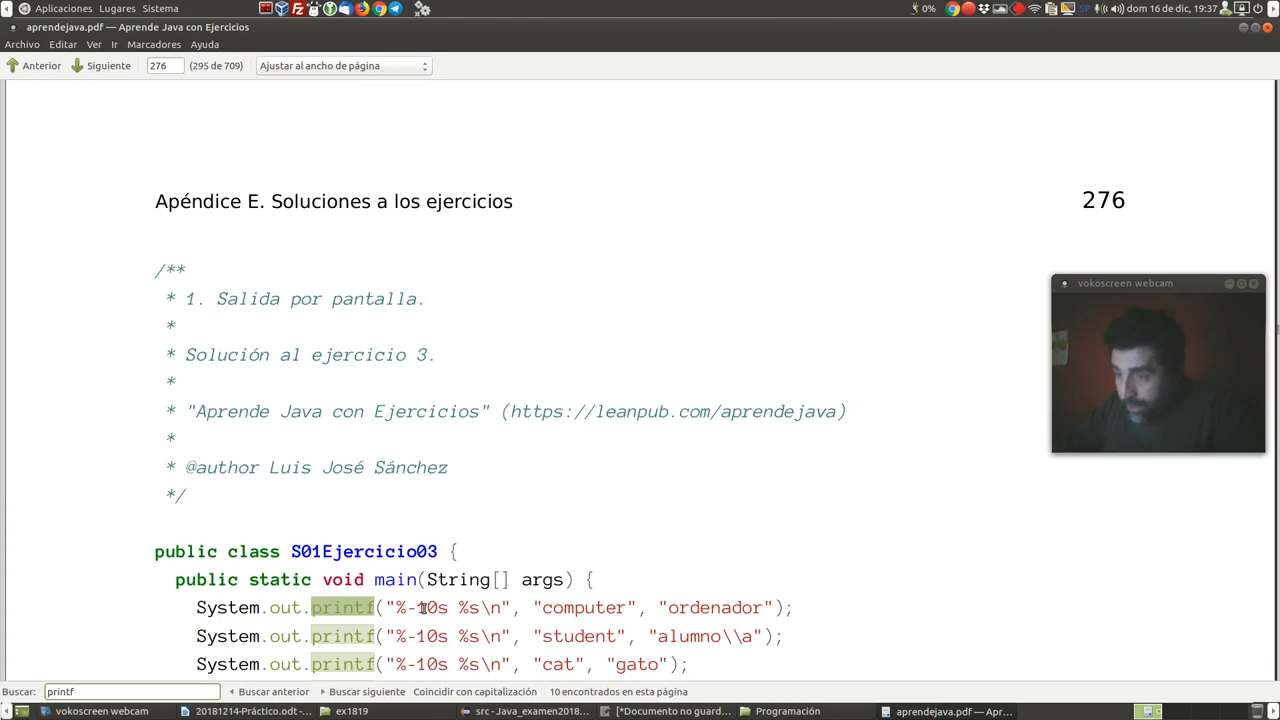 Aplicaciones Lugares Sistema
0% SP dom 16 de dic, 19:37
aprendejava.pdf — Aprende Java con Ejercicios
Archivo Editar Ver Ir Marcadores Ayuda
Anterior Siguiente 276 (295 de 709) Ajustar al ancho de página
Apéndice E. Soluciones a los ejercicios 276
/**
* 1. Salida por pantalla.
*
* Solución al ejercicio 3.
*
* "Aprende Java con Ejercicios" (https://leanpub.com/aprendejava)
*
* @author Luis José Sánchez
*/
vokoscreen webcam
public class S01Ejercicio03 {
public static void main(String[] args) {
System.out.printf("%-10s %s\n", "computer", "ordenador");
System.out.printf("%-10s %s\n", "student", "alumno\\a");
System.out.printf("%-10s %s\n", "cat", "gato");
Buscar: printf Buscar anterior Buscar siguiente Coincidir con capitalización 10 encontrados en esta página
vokoscreen webcam 20181214-Práctico.odt -... ex1819 src - Java_examen2018... [*Documento no guard... Programación aprendejava.pdf — Apr...